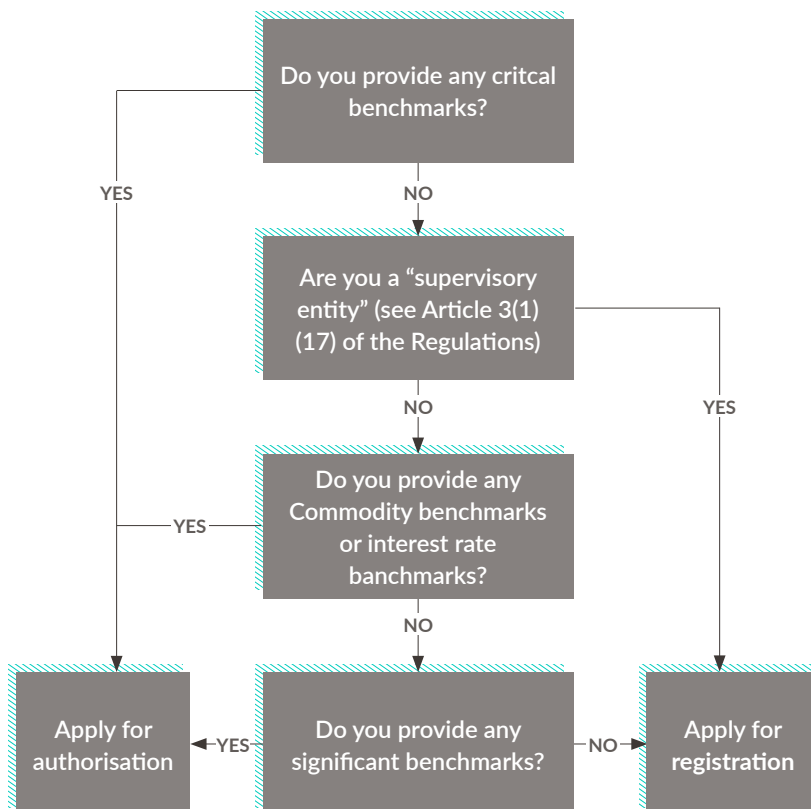 Do you provide any critcal
benchmarks?
YES
NO
Are you a “supervisory
entity” (see Article 3(1)
(17) of the Regulations)
NO
YES
Do you provide any
Commodity benchmarks
or interest rate
banchmarks?
YES
NO
Apply for
authorisation
YES
Do you provide any
significant benchmarks?
NO
Apply for
registration